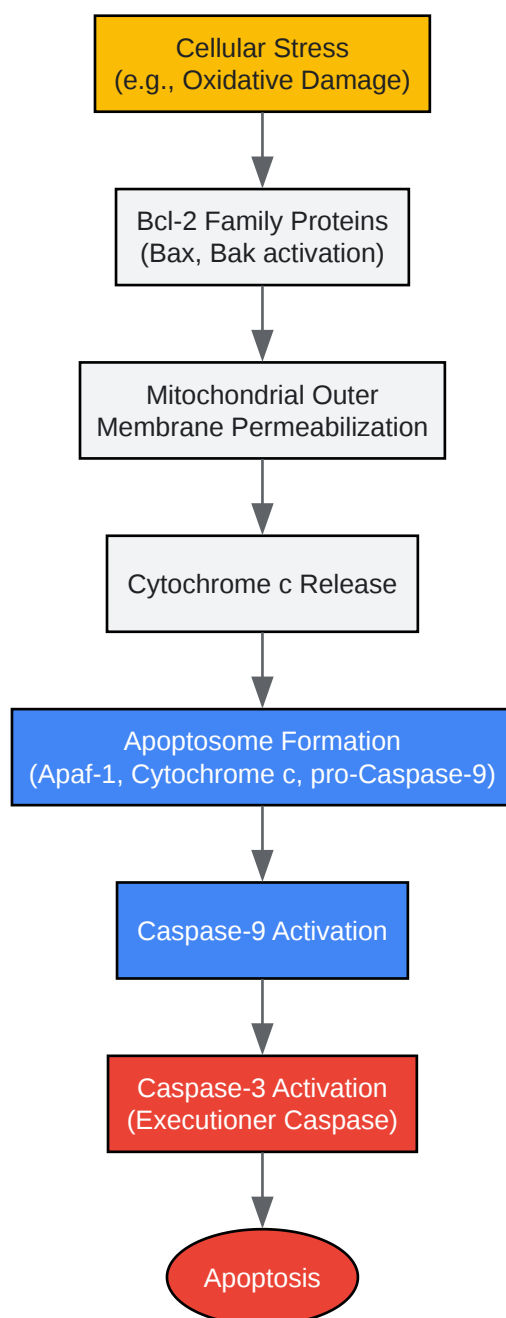 Cellular Stress
(e.g., Oxidative Damage)
Bcl-2 Family Proteins
(Bax, Bak activation)
Mitochondrial Outer
Membrane Permeabilization
Cytochrome c Release
Apoptosome Formation
(Apaf-1, Cytochrome c, pro-Caspase-9)
Caspase-9 Activation
Caspase-3 Activation
(Executioner Caspase)
Apoptosis